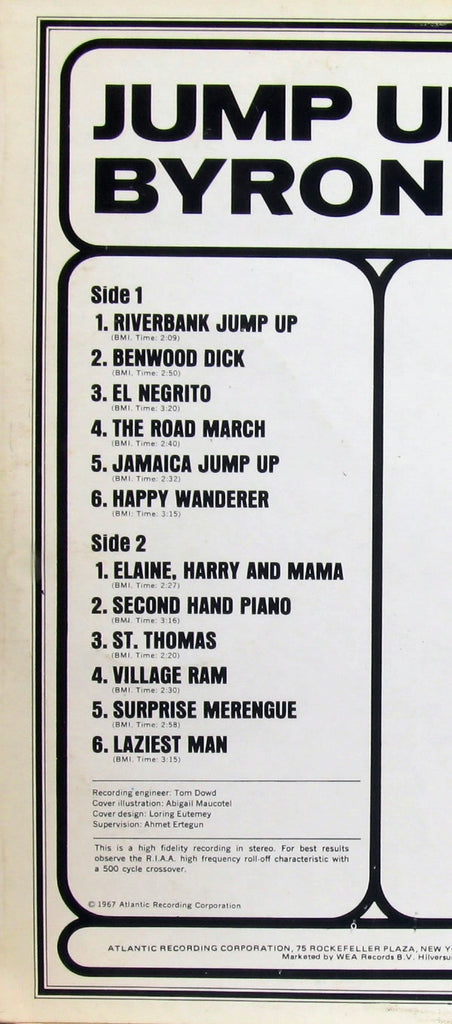 JUMP U
BYRON
Side 1
1. RIVERBANK JUMP UP
(BMI. Time: 2:09)
2. BENWOOD DICK
(BMI. Time: 2:50)
3. EL NEGRITO
(BMI. Time: 3:20)
4. THE ROAD MARCH
(BMI. Time: 2:40)
5. JAMAICA JUMP UP
(BMI. Time: 2:32)
6. HAPPY WANDERER
(BMI. Time: 3:15)
Side 2
1. ELAINE, HARRY AND MAMA
(BMI. Time: 2:27)
2. SECOND HAND PIANO
(BMI. Time: 3:16)
3. ST. THOMAS
(BMI. Time: 2:20)
4. VILLAGE RAM
(BMI. Time: 2:30)
5. SURPRISE MERENGUE
(BMI. Time: 2:58)
6. LAZIEST MAN
(BMI. Time: 3:15)
Recording engineer: Tom Dowd
Cover illustration: Abigail Maucotel
Cover design: Loring Eutemey
Supervision: Ahmet Ertegun
This is a high fidelity recording in stereo. For best results
observe the R.I.A.A. high frequency roll-off characteristic with
a 500 cycle crossover.
© 1967 Atlantic Recording Corporation
ATLANTIC RECORDING CORPORATION, 75 ROCKEFELLER PLAZA, NEW Y
Marketed by WEA Records B.V. Hilversu